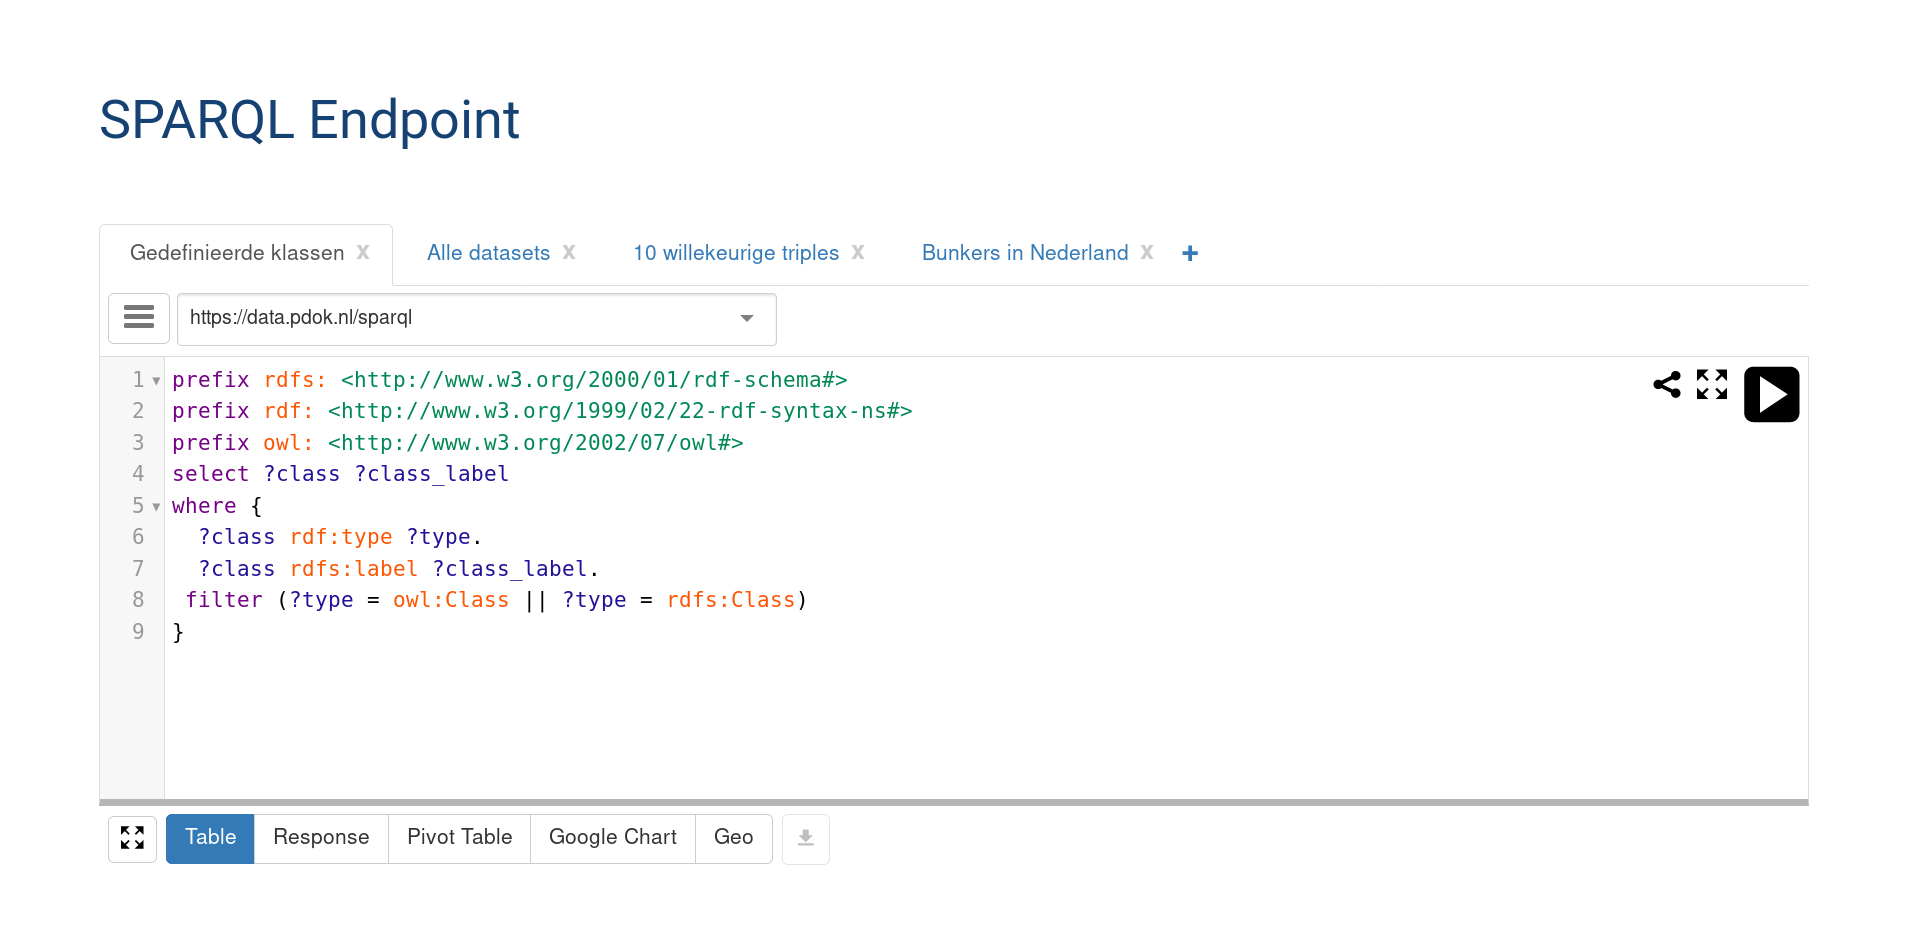 SPARQL Endpoint
Gedefinieerde klassen X Alle datasets X 10 willekeurige triples X Bunkers in Nederland X +
https://data.pdok.nl/sparql
1 prefix rdfs: <http://www.w3.org/2000/01/rdf-schema#>
2 prefix rdf: <http://www.w3.org/1999/02/22-rdf-syntax-ns#>
3 prefix owl: <http://www.w3.org/2002/07/owl#>
4 select ?class ?class_label
5 where {
6   ?class rdf:type ?type.
7   ?class rdfs:label ?class_label.
8  filter (?type = owl:Class || ?type = rdfs:Class)
9 }
Table Response Pivot Table Google Chart Geo